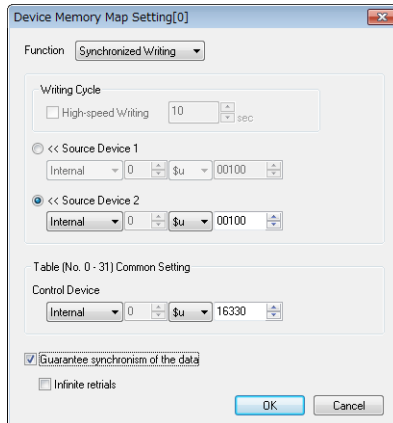 Device Memory Map Setting[0]
Function Synchronized Writing
Writing Cycle
High-speed Writing 10 sec
<< Source Device 1
Internal 0 $u 00100
<< Source Device 2
Internal 0 $u 00100
Table (No. 0 - 31) Common Setting
Control Device
Internal 0 $u 16330
Guarantee synchronism of the data
Infinite retrials
OK Cancel